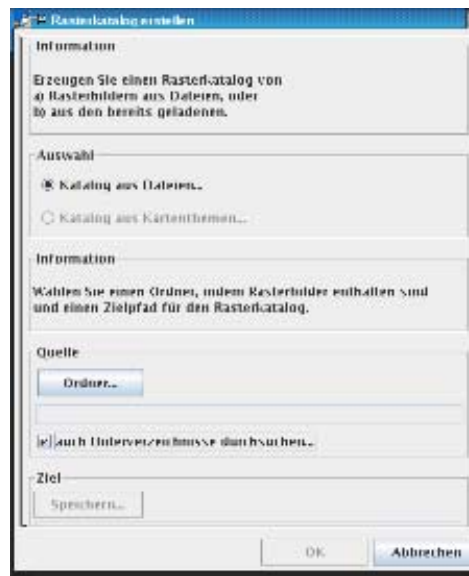 Rasterkatalog erstellen
Information
Erzeugen Sie einen Rasterkatalog von
a) Rasterbildern aus Dateien, oder
b) aus den bereits geladenen.
Auswahl
Katalog aus Dateien...
Katalog aus Kartenthemen...
Information
Wählen Sie einen Ordner, indem Rasterbilder enthalten sind
und einen Zielpfad für den Rasterkatalog.
Quelle
Ordner...
auch Unterverzeichnisse durchsuchen...
Ziel
Speichern...
OK
Abbrechen